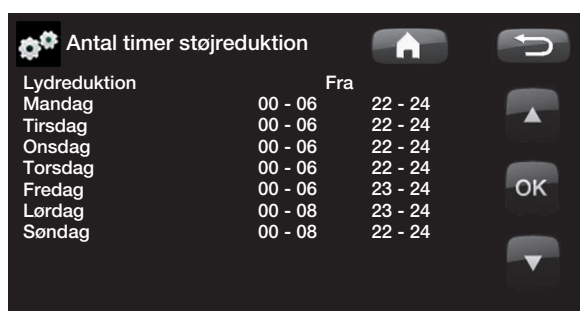 Antal timer støjreduktion
Lydreduktion Fra
Mandag 00 - 06 22 - 24
Tirsdag 00 - 06 22 - 24
Onsdag 00 - 06 22 - 24
Torsdag 00 - 06 22 - 24
Fredag 00 - 06 23 - 24
Lørdag 00 - 08 23 - 24
Søndag 00 - 08 22 - 24
OK